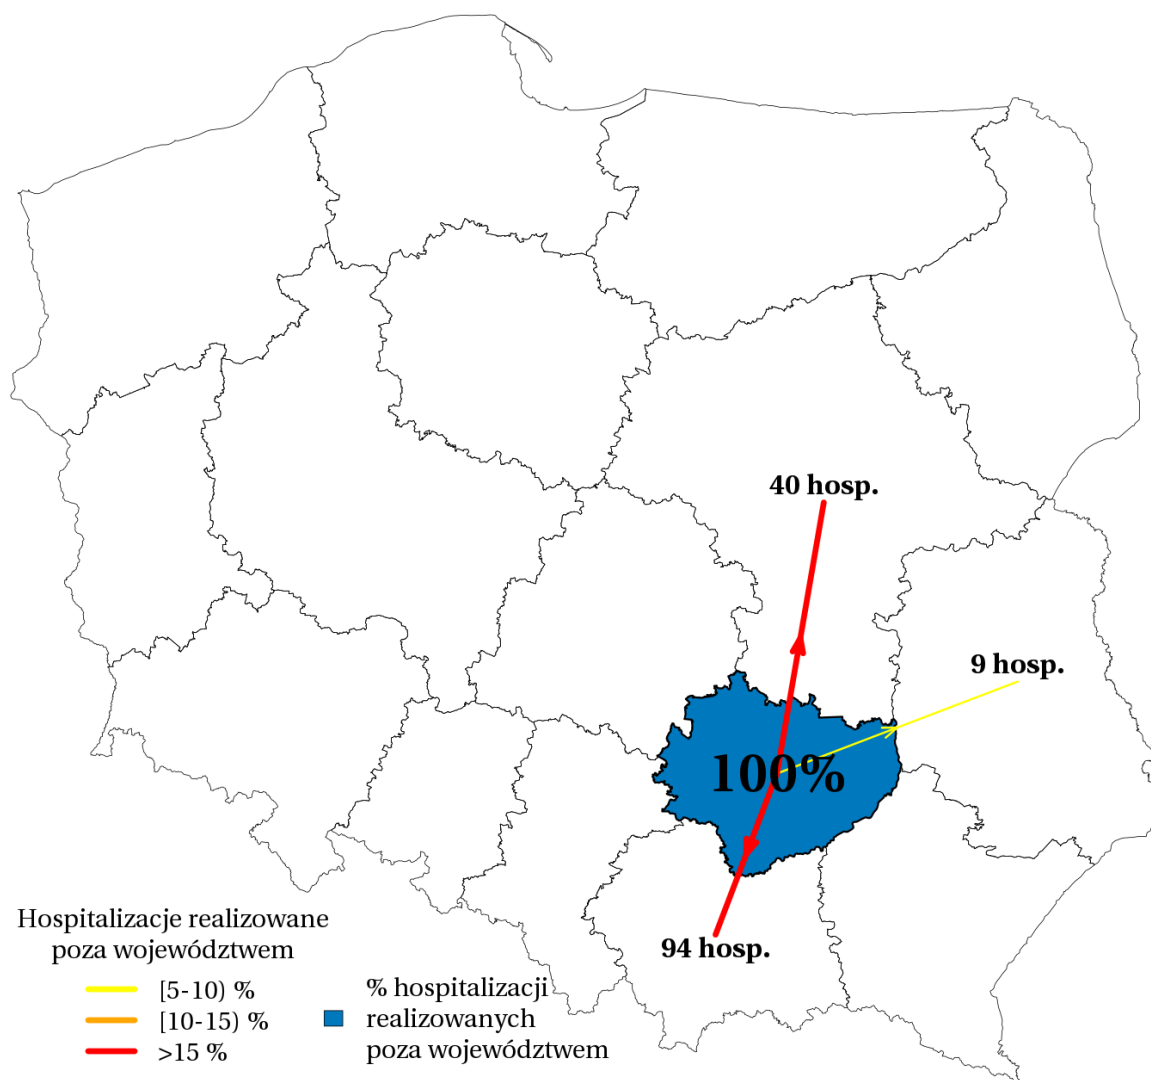 40 hosp.
9 hosp.
100%
94 hosp.
Hospitalizacje realizowane
poza województwem
[5-10) %
[10-15) %
>15 %
% hospitalizacji
realizowanych
poza województwem